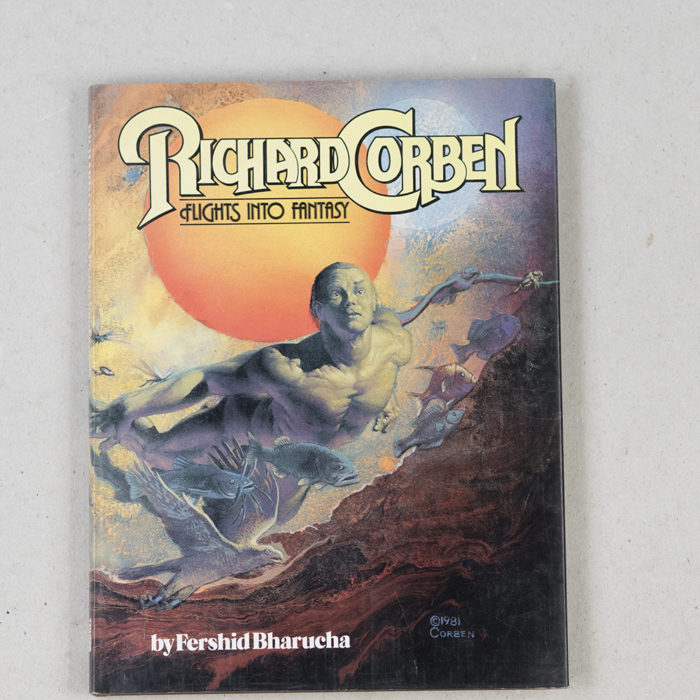 RICHARD CORBEN
FLIGHTS INTO FANTASY
©1981
CORBEN
by Fershid Bharucha